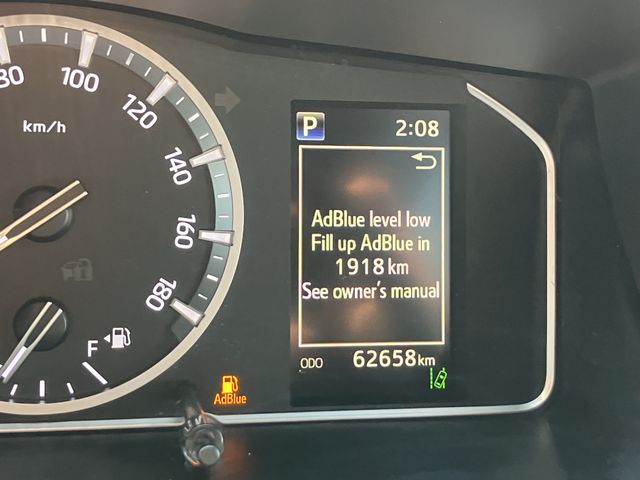 80
100
120
km/h
140
160
180
F
AdBlue
P
2:08
AdBlue level low
Fill up AdBlue in
1918 km
See owner's manual
ODO 62658 km